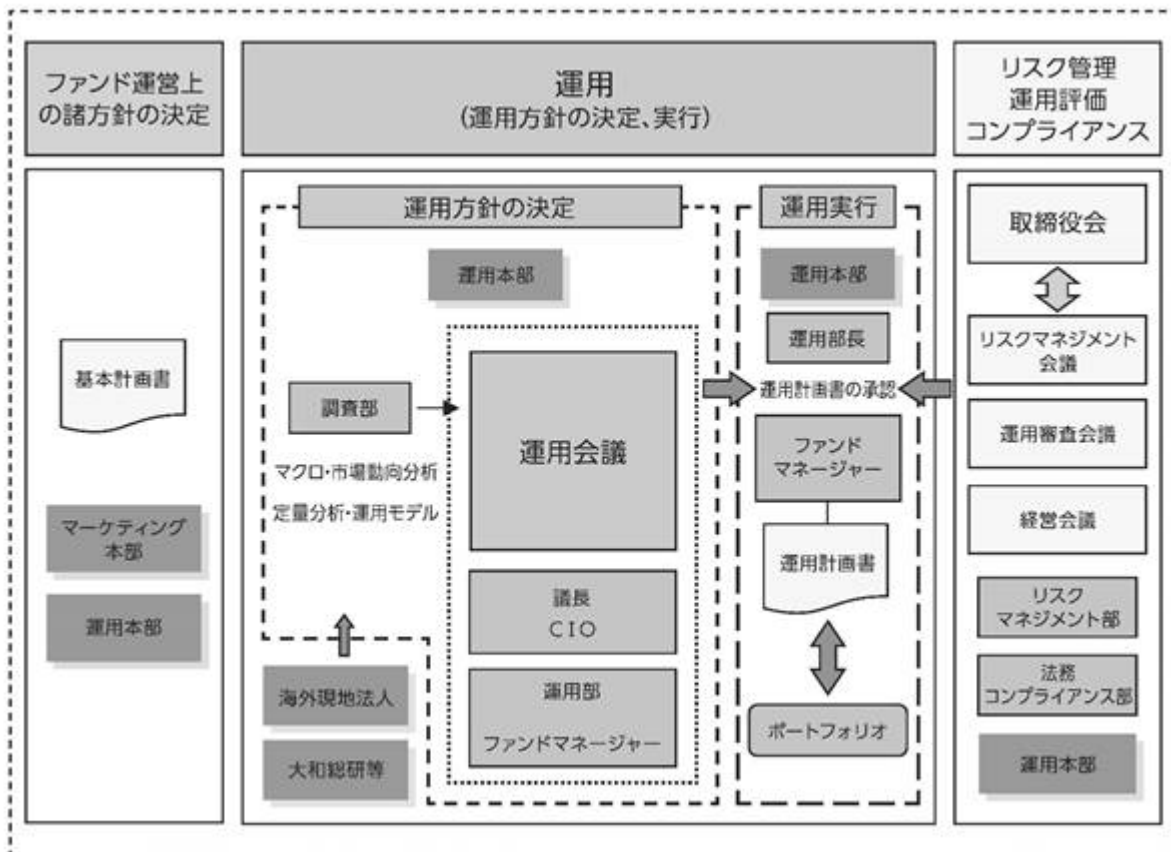 ファンド運営上
の諸方針の決定
運用
(運用方針の決定、実行)
リスク管理
運用評価
コンプライアンス
基本計画書
マーケティング
本部
運用本部
運用方針の決定
運用本部
調査部
マクロ・市場動向分析
定量分析・運用モデル
運用会議
議長
CIO
運用部
ファンドマネージャー
海外現地法人
大和総研等
運用実行
運用本部
運用部長
運用計画書の承認
ファンド
マネージャー
運用計画書
ポートフォリオ
取締役会
リスクマネジメント
会議
運用審査会議
経営会議
リスク
マネジメント部
法務
コンプライアンス部
運用本部